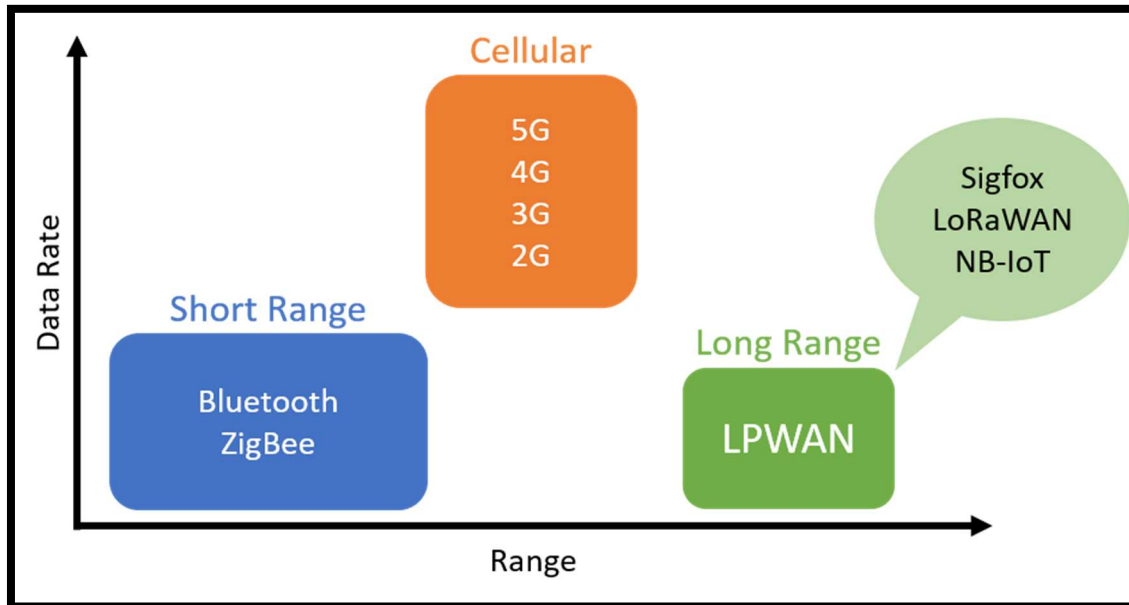 Cellular
5G
4G
3G
2G
Sigfox
LoRaWAN
NB-IoT
Data Rate
Short Range
Bluetooth
ZigBee
Long Range
LPWAN
Range